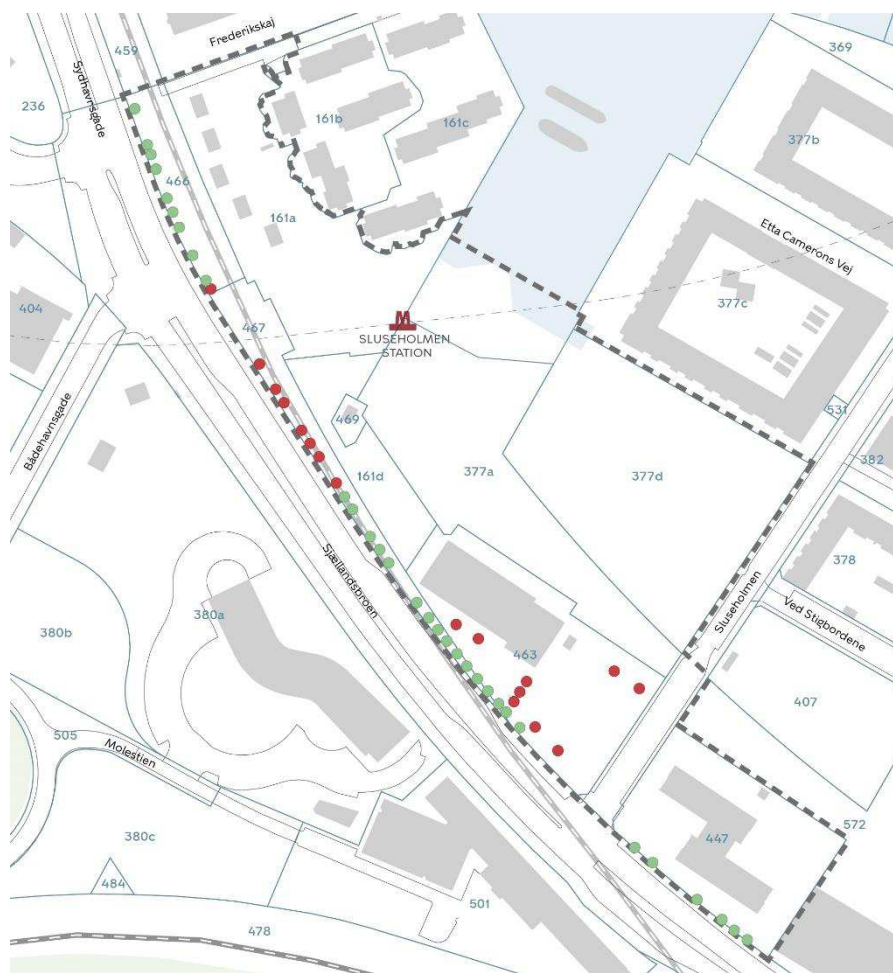 Frederikskaj
459
Sydhavnsgade
236
369
161b
161c
377b
466
161a
Etta Camerons Vej
404
377c
467
SLUSEHOLMEN
STATION
531
469
382
Bådehavnsgade
161d
377a
377d
378
Sjællandsbroen
Sluseholmen
Ved Stigbordene
380a
380b
463
407
505
Molestien
572
447
380c
484
501
478